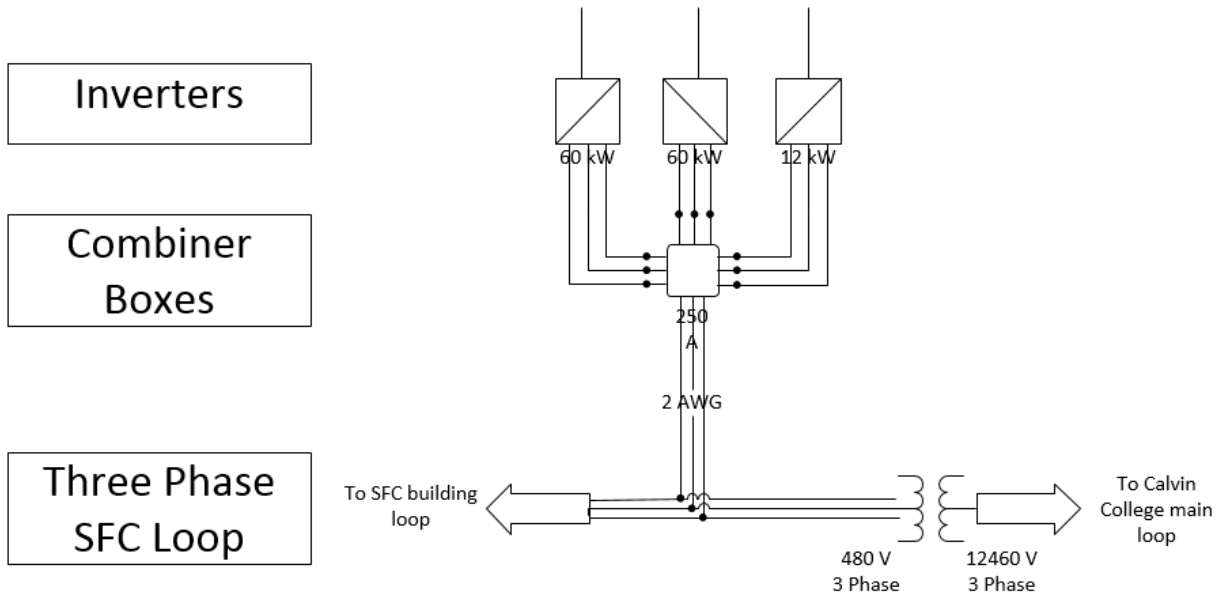 Inverters
60 kW
60 kW
12 kW
Combiner
Boxes
250
A
2 AWG
Three Phase
SFC Loop
To SFC building
loop
To Calvin
College main
loop
480 V
3 Phase
12460 V
3 Phase